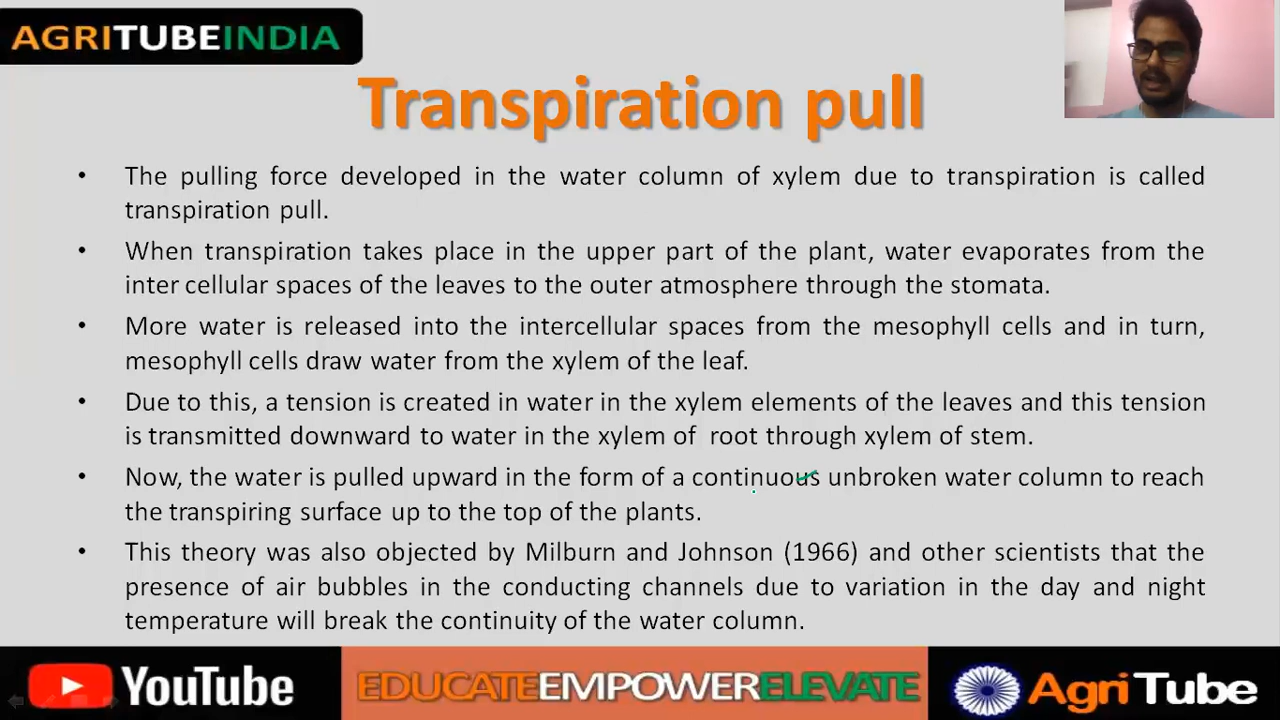 AGRITUBEINDIA
Transpiration pull
• The pulling force developed in the water column of xylem due to transpiration is called
transpiration pull.
• When transpiration takes place in the upper part of the plant, water evaporates from the
inter cellular spaces of the leaves to the outer atmosphere through the stomata.
• More water is released into the intercellular spaces from the mesophyll cells and in turn,
mesophyll cells draw water from the xylem of the leaf.
• Due to this, a tension is created in water in the xylem elements of the leaves and this tension
is transmitted downward to water in the xylem of root through xylem of stem.
• Now, the water is pulled upward in the form of a continuous unbroken water column to reach
the transpiring surface up to the top of the plants.
• This theory was also objected by Milburn and Johnson (1966) and other scientists that the
presence of air bubbles in the conducting channels due to variation in the day and night
temperature will break the continuity of the water column.
YouTube EDUCATEEMPOWERELEVATE AgriTube